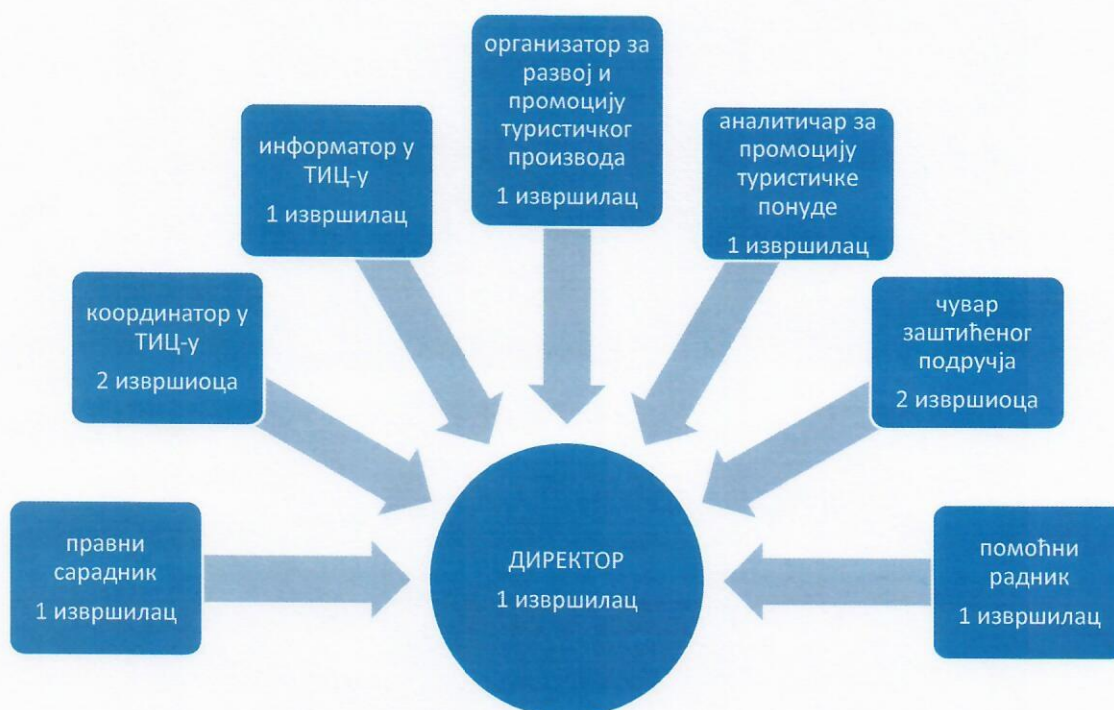 организатор за
развој и
промоцију
туристичког
производа
1 извршилац
информатор у
ТИЦ-у
1 извршилац
аналитичар за
промоцију
туристичке
понуде
1 извршилац
координатор у
ТИЦ-у
2 извршиоца
чувар
заштићеног
подручја
2 извршиоца
правни
сарадник
1 извршилац
ДИРЕКТОР
1 извршилац
помоћни
радник
1 извршилац